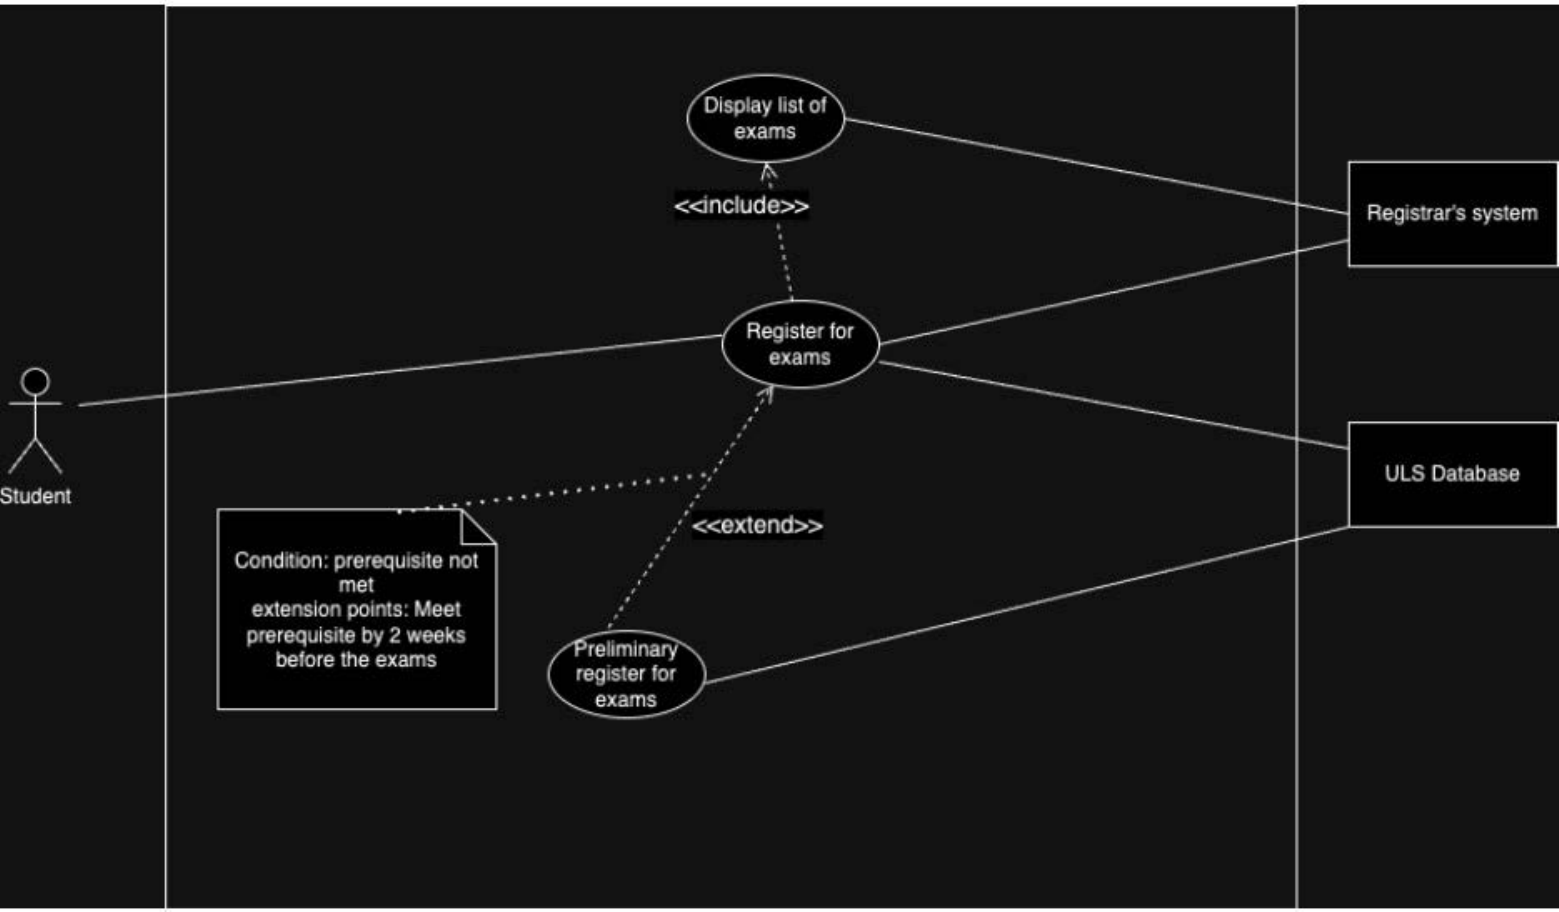 Display list of
exams
<<include>>
Registrar's system
Register for
exams
Student
ULS Database
<<extend>>
Condition: prerequisite not
met
extension points: Meet
prerequisite by 2 weeks
before the exams
Preliminary
register for
exams